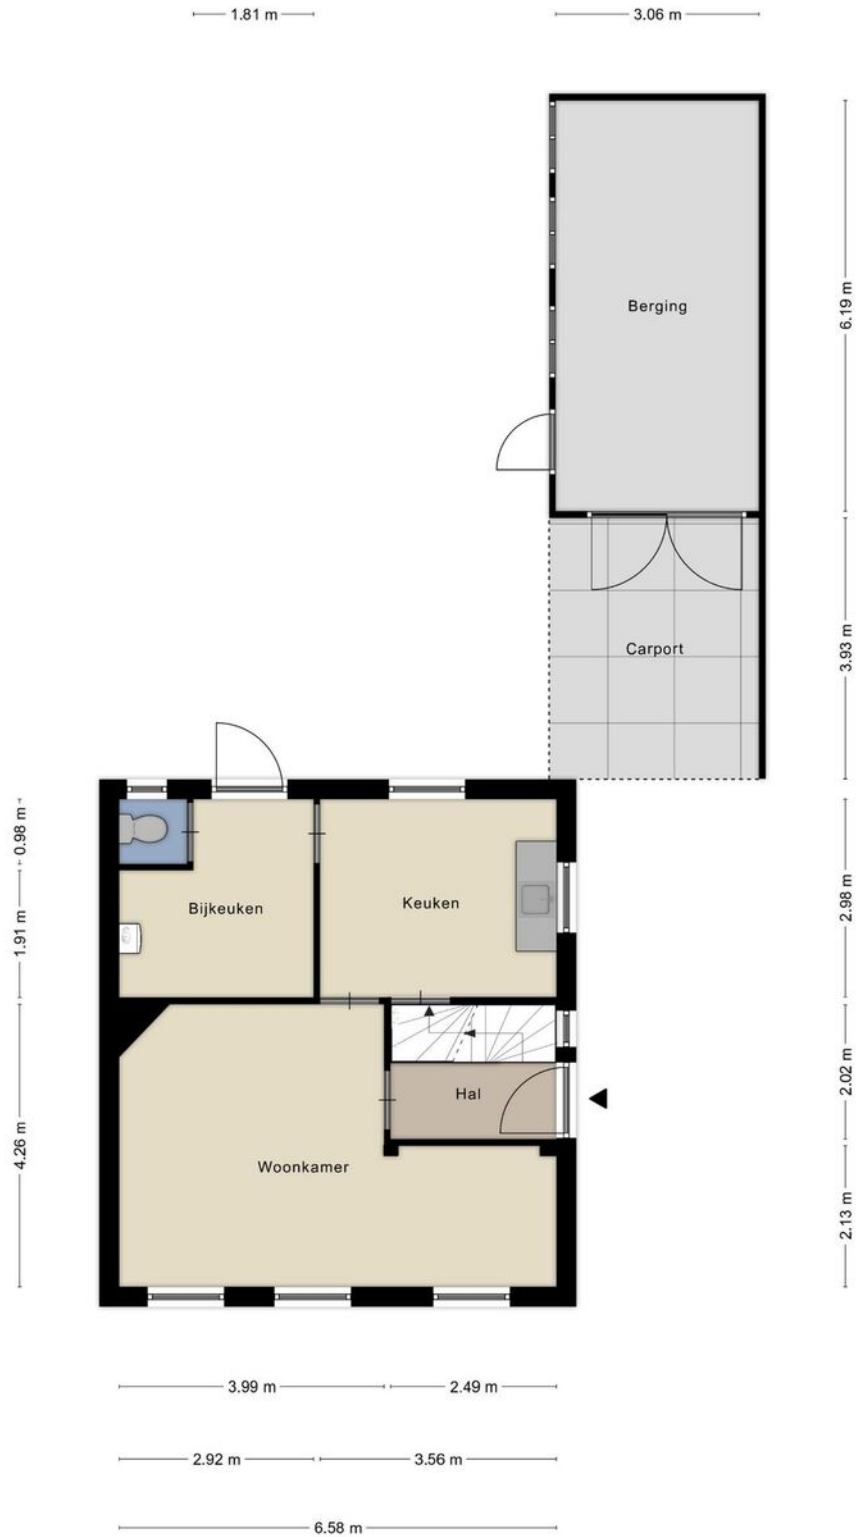 1.81 m
3.06 m
Berging
6.19 m
Carport
3.93 m
0.98 m
Bijkeuken
Keuken
2.98 m
1.91 m
Hal
2.02 m
4.26 m
Woonkamer
2.13 m
3.99 m
2.49 m
2.92 m
3.56 m
6.58 m